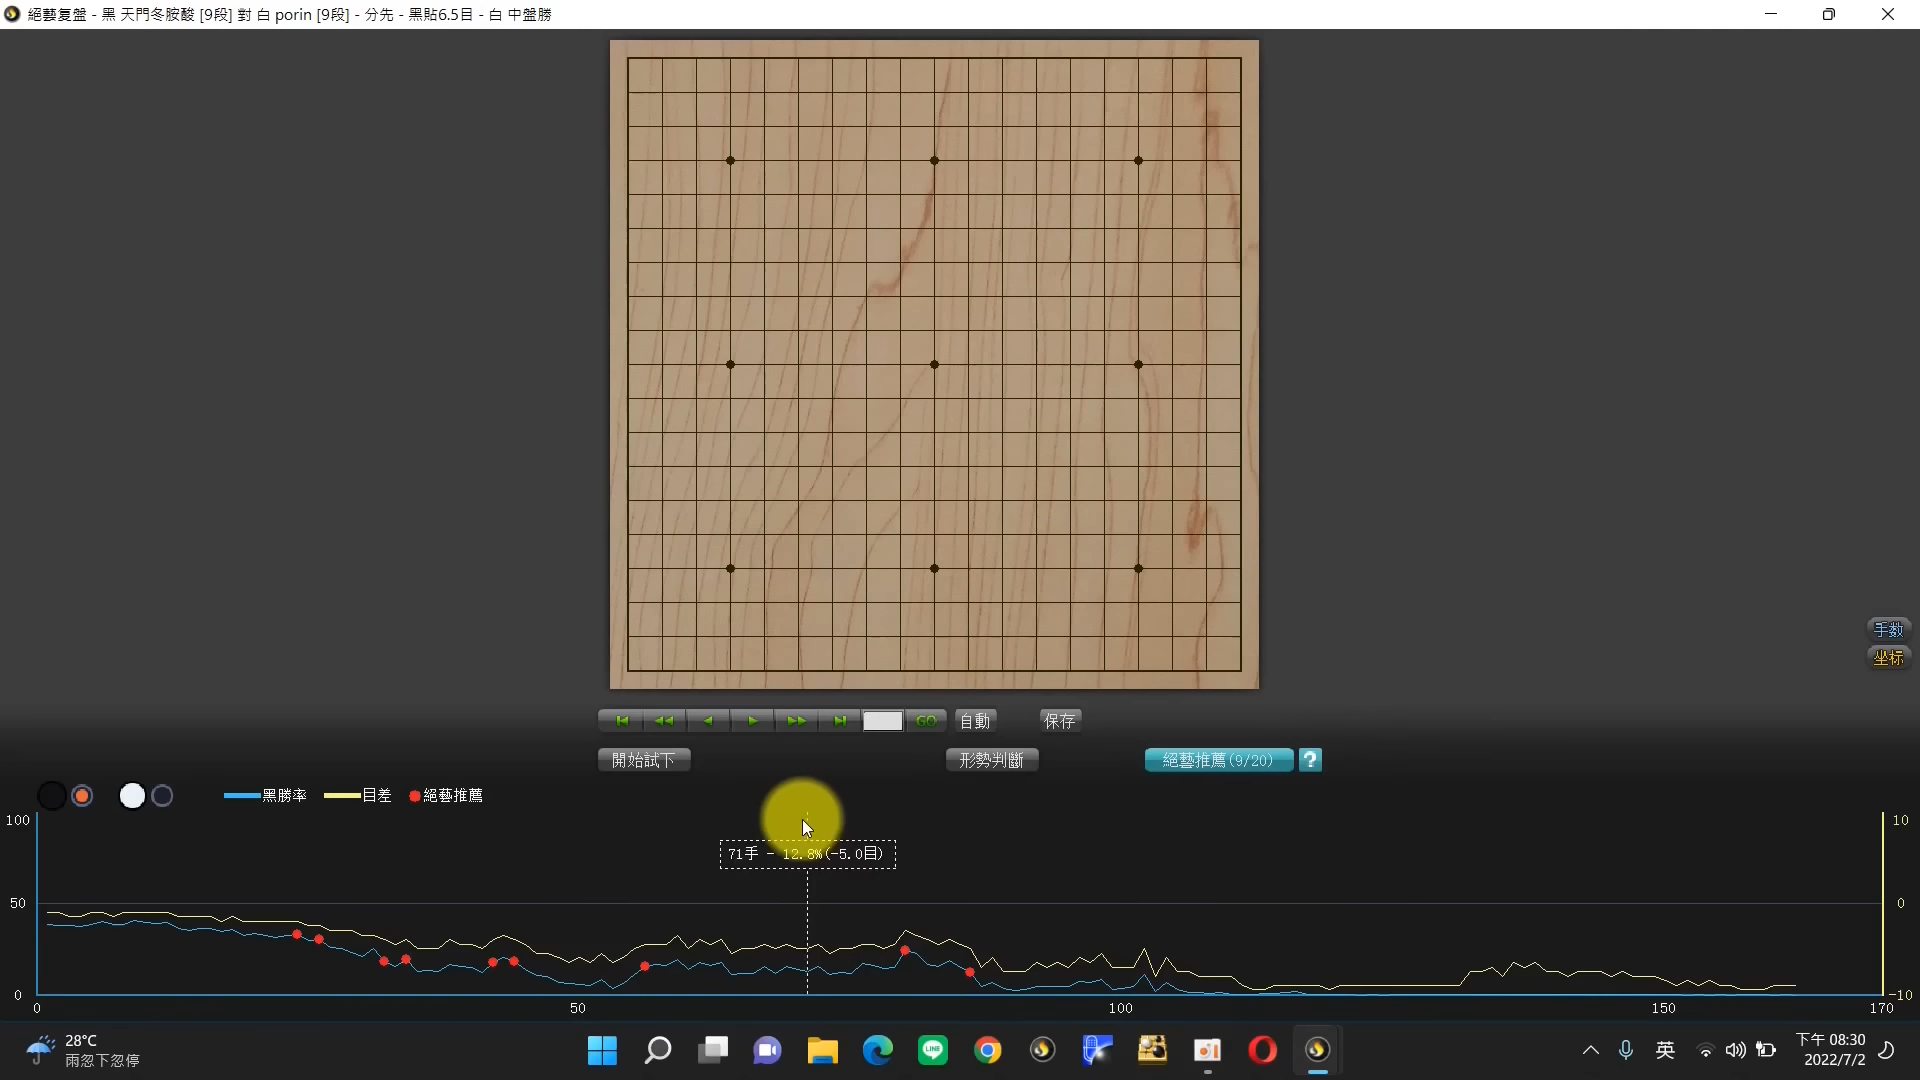 絕藝复盤 - 黑 天門冬胺酸 [9段] 對 白 porin [9段] - 分先 - 黑貼6.5目 - 白 中盤勝
手数
坐标
GO 自動 保存
開始試下 形勢判斷 絕藝推薦(9/20) ?
黑勝率 目差 絕藝推薦
100 10
71手 - 12.8%(-5.0目)
50 0
0 -10
0 50 100 150 170
28°C
雨忽下忽停
LINE
英
下午 08:30
2022/7/2